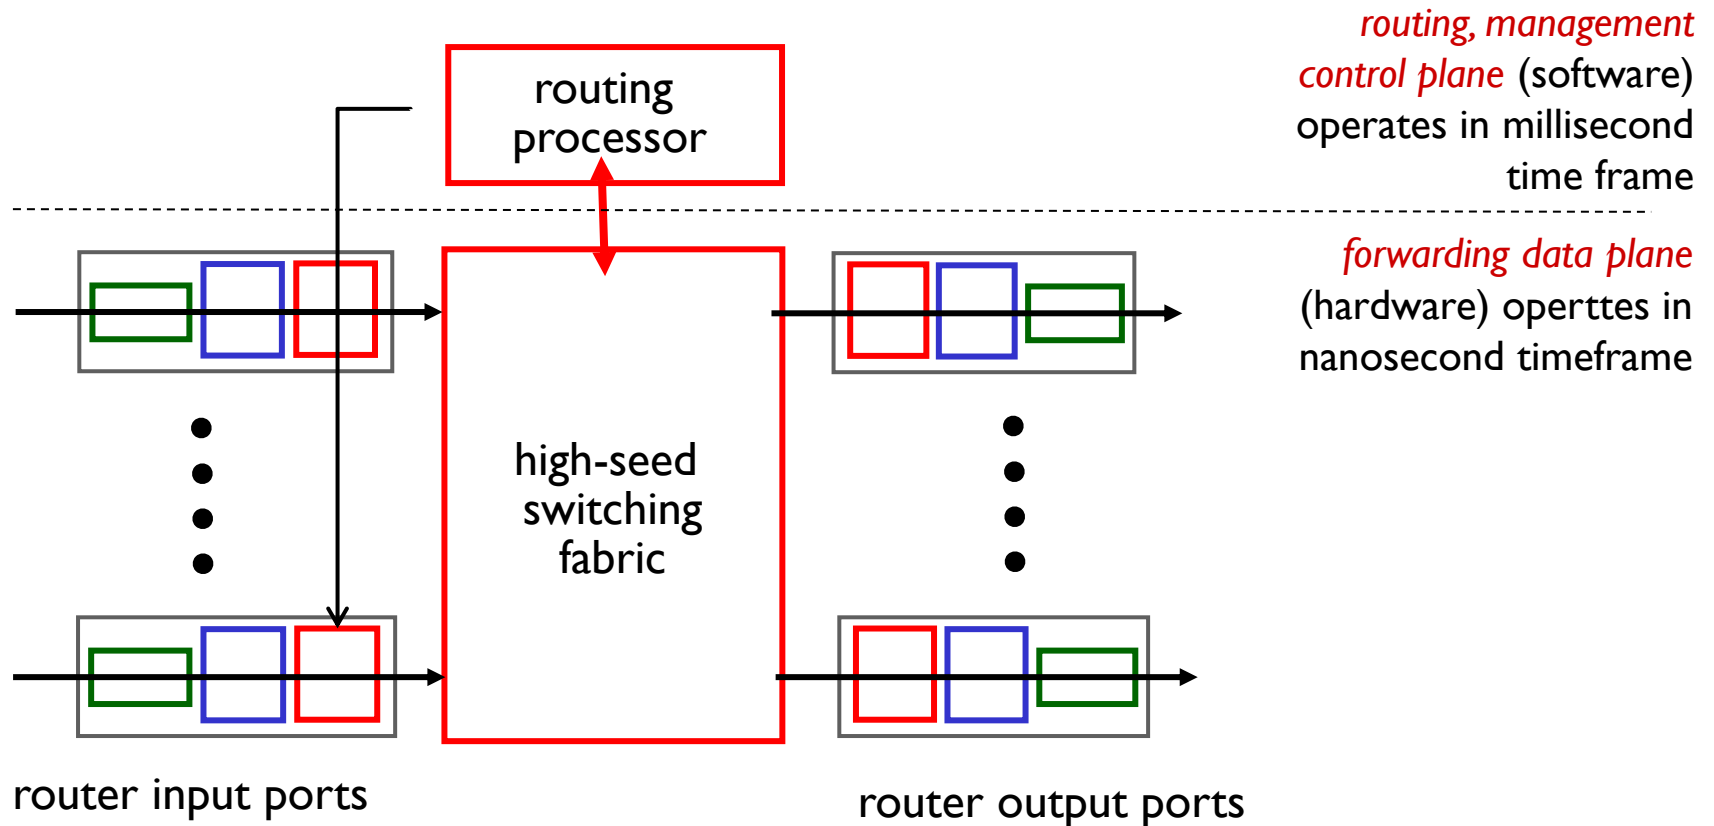 routing, management
control plane (software)
operates in millisecond
time frame
routing
processor
forwarding data plane
(hardware) operttes in
nanosecond timeframe
high-seed
switching
fabric
router input ports
router output ports